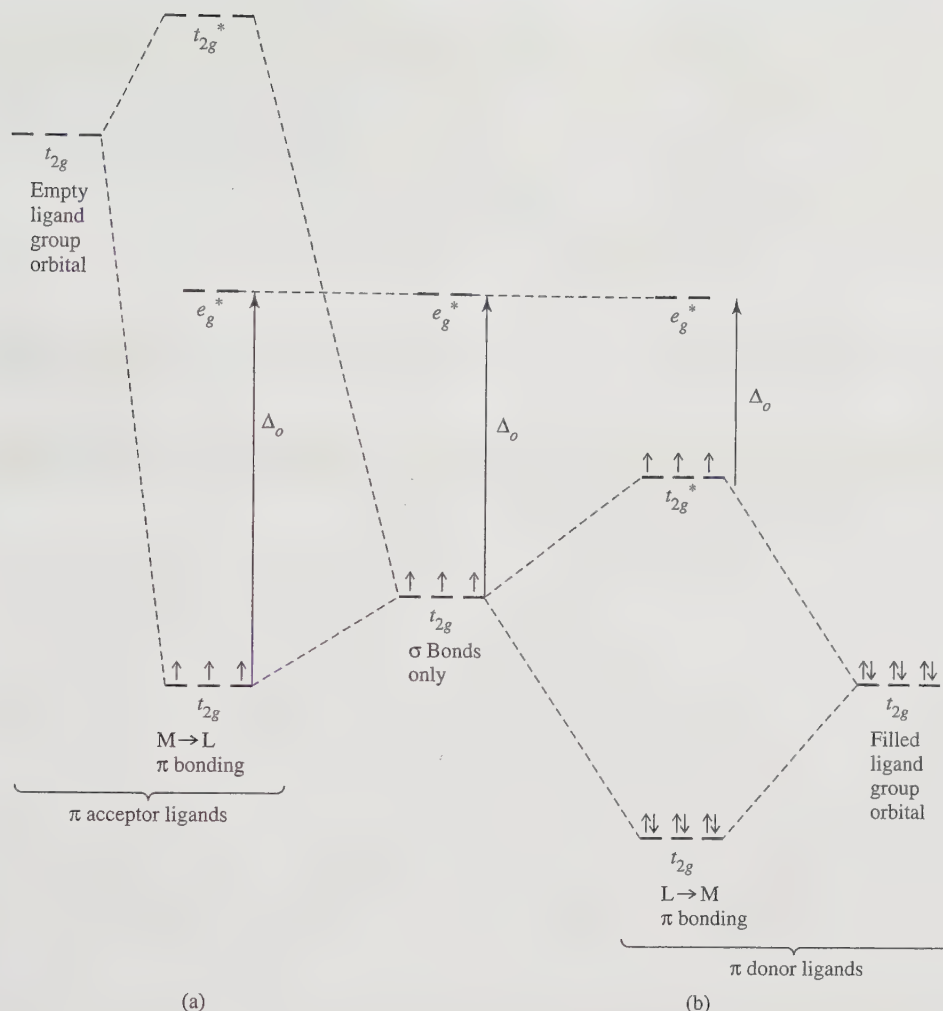 t2g*
t2g
Empty
ligand
group
orbital
eg*
eg*
eg*
Δo
Δo
Δo
t2g*
t2g
σ Bonds
only
t2g
M→L
π bonding
π acceptor ligands
t2g
Filled
ligand
group
orbital
t2g
L→M
π bonding
π donor ligands
(a)
(b)